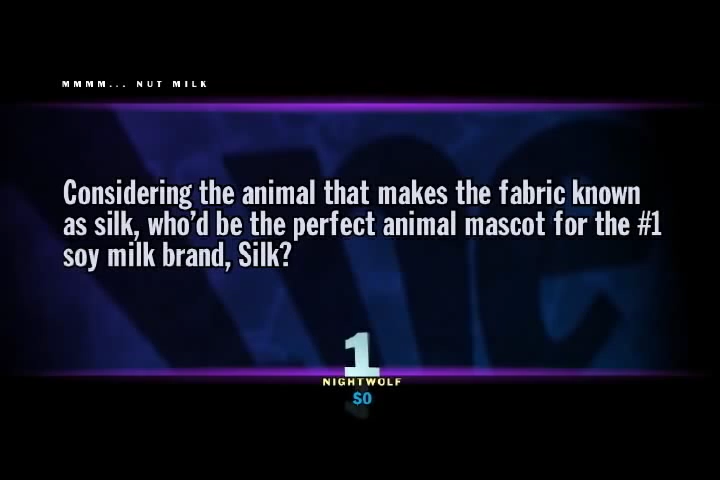 MMMM... NUT MILK
Considering the animal that makes the fabric known
as silk, who'd be the perfect animal mascot for the #1
soy milk brand, Silk?
1
NIGHTWOLF
$0